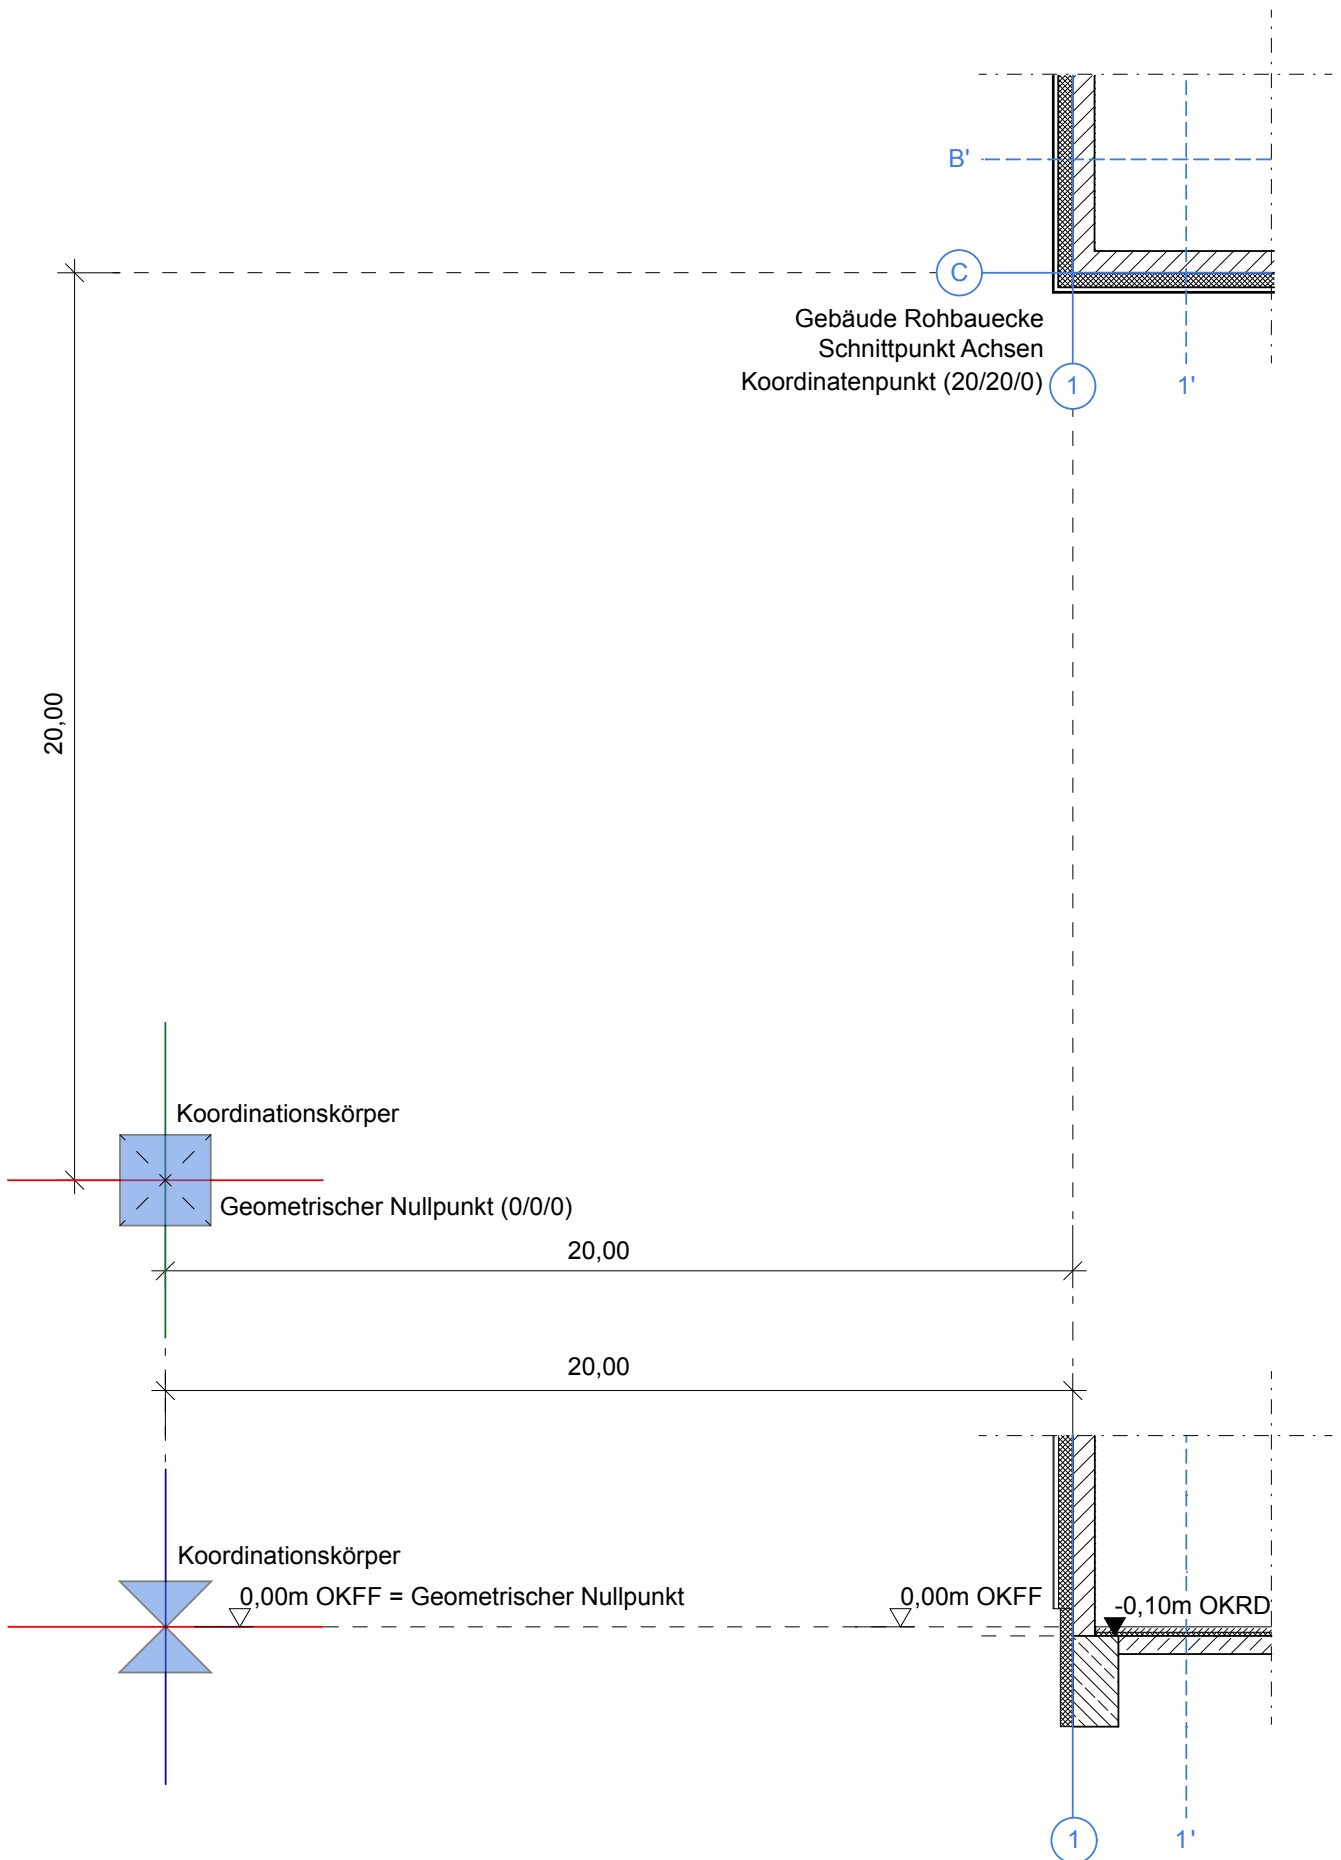 B'
C
Gebäude Rohbauecke
Schnittpunkt Achsen
Koordinatenpunkt (20/20/0)
1
1'
20,00
Koordinationskörper
Geometrischer Nullpunkt (0/0/0)
20,00
20,00
Koordinationskörper
0,00m OKFF = Geometrischer Nullpunkt
0,00m OKFF
-0,10m OKRD
1
1'